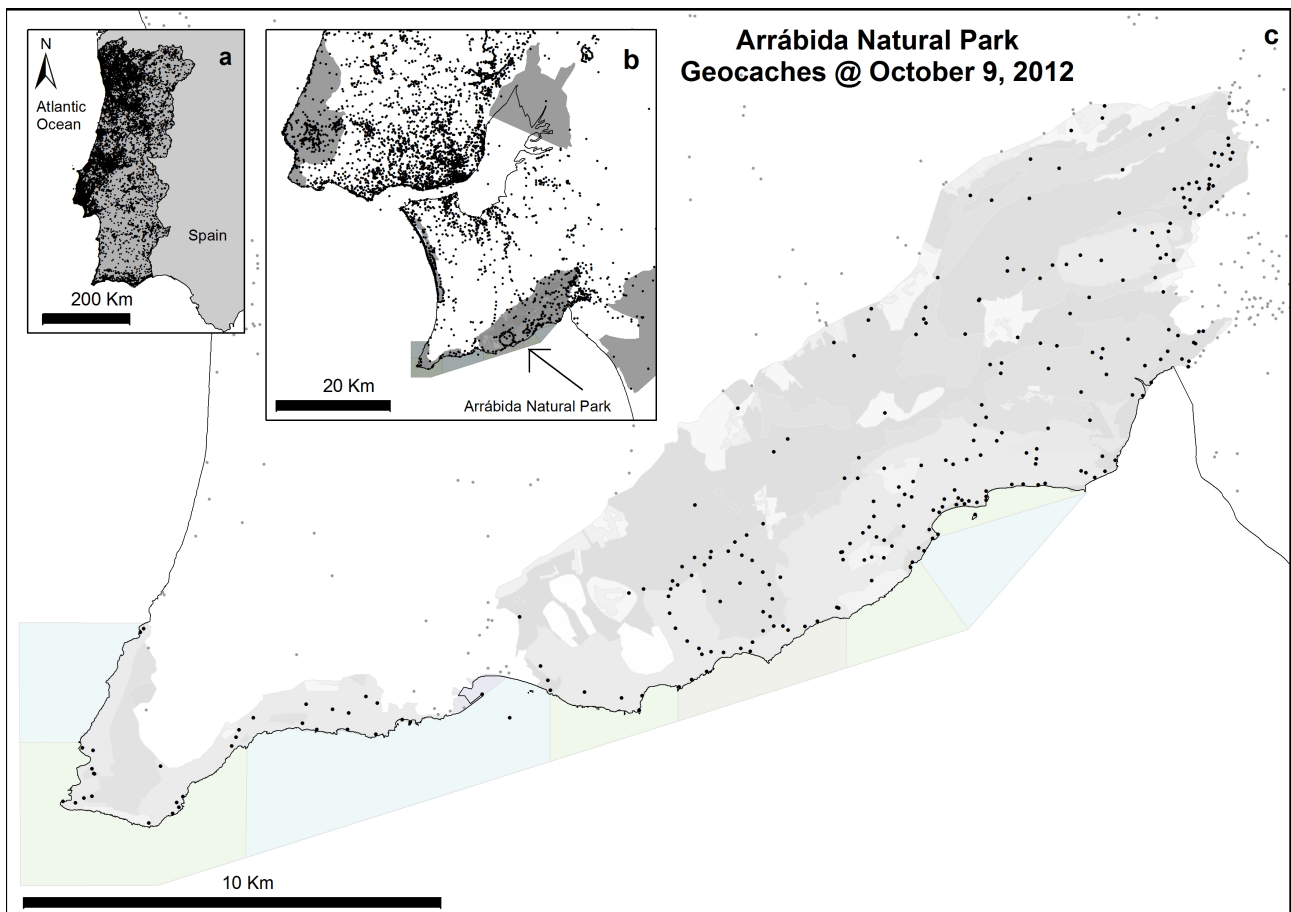 Arrábida Natural Park
Geocaches @ October 9, 2012
c
a
N
Atlantic
Ocean
Spain
200 Km
b
20 Km
Arrábida Natural Park
10 Km